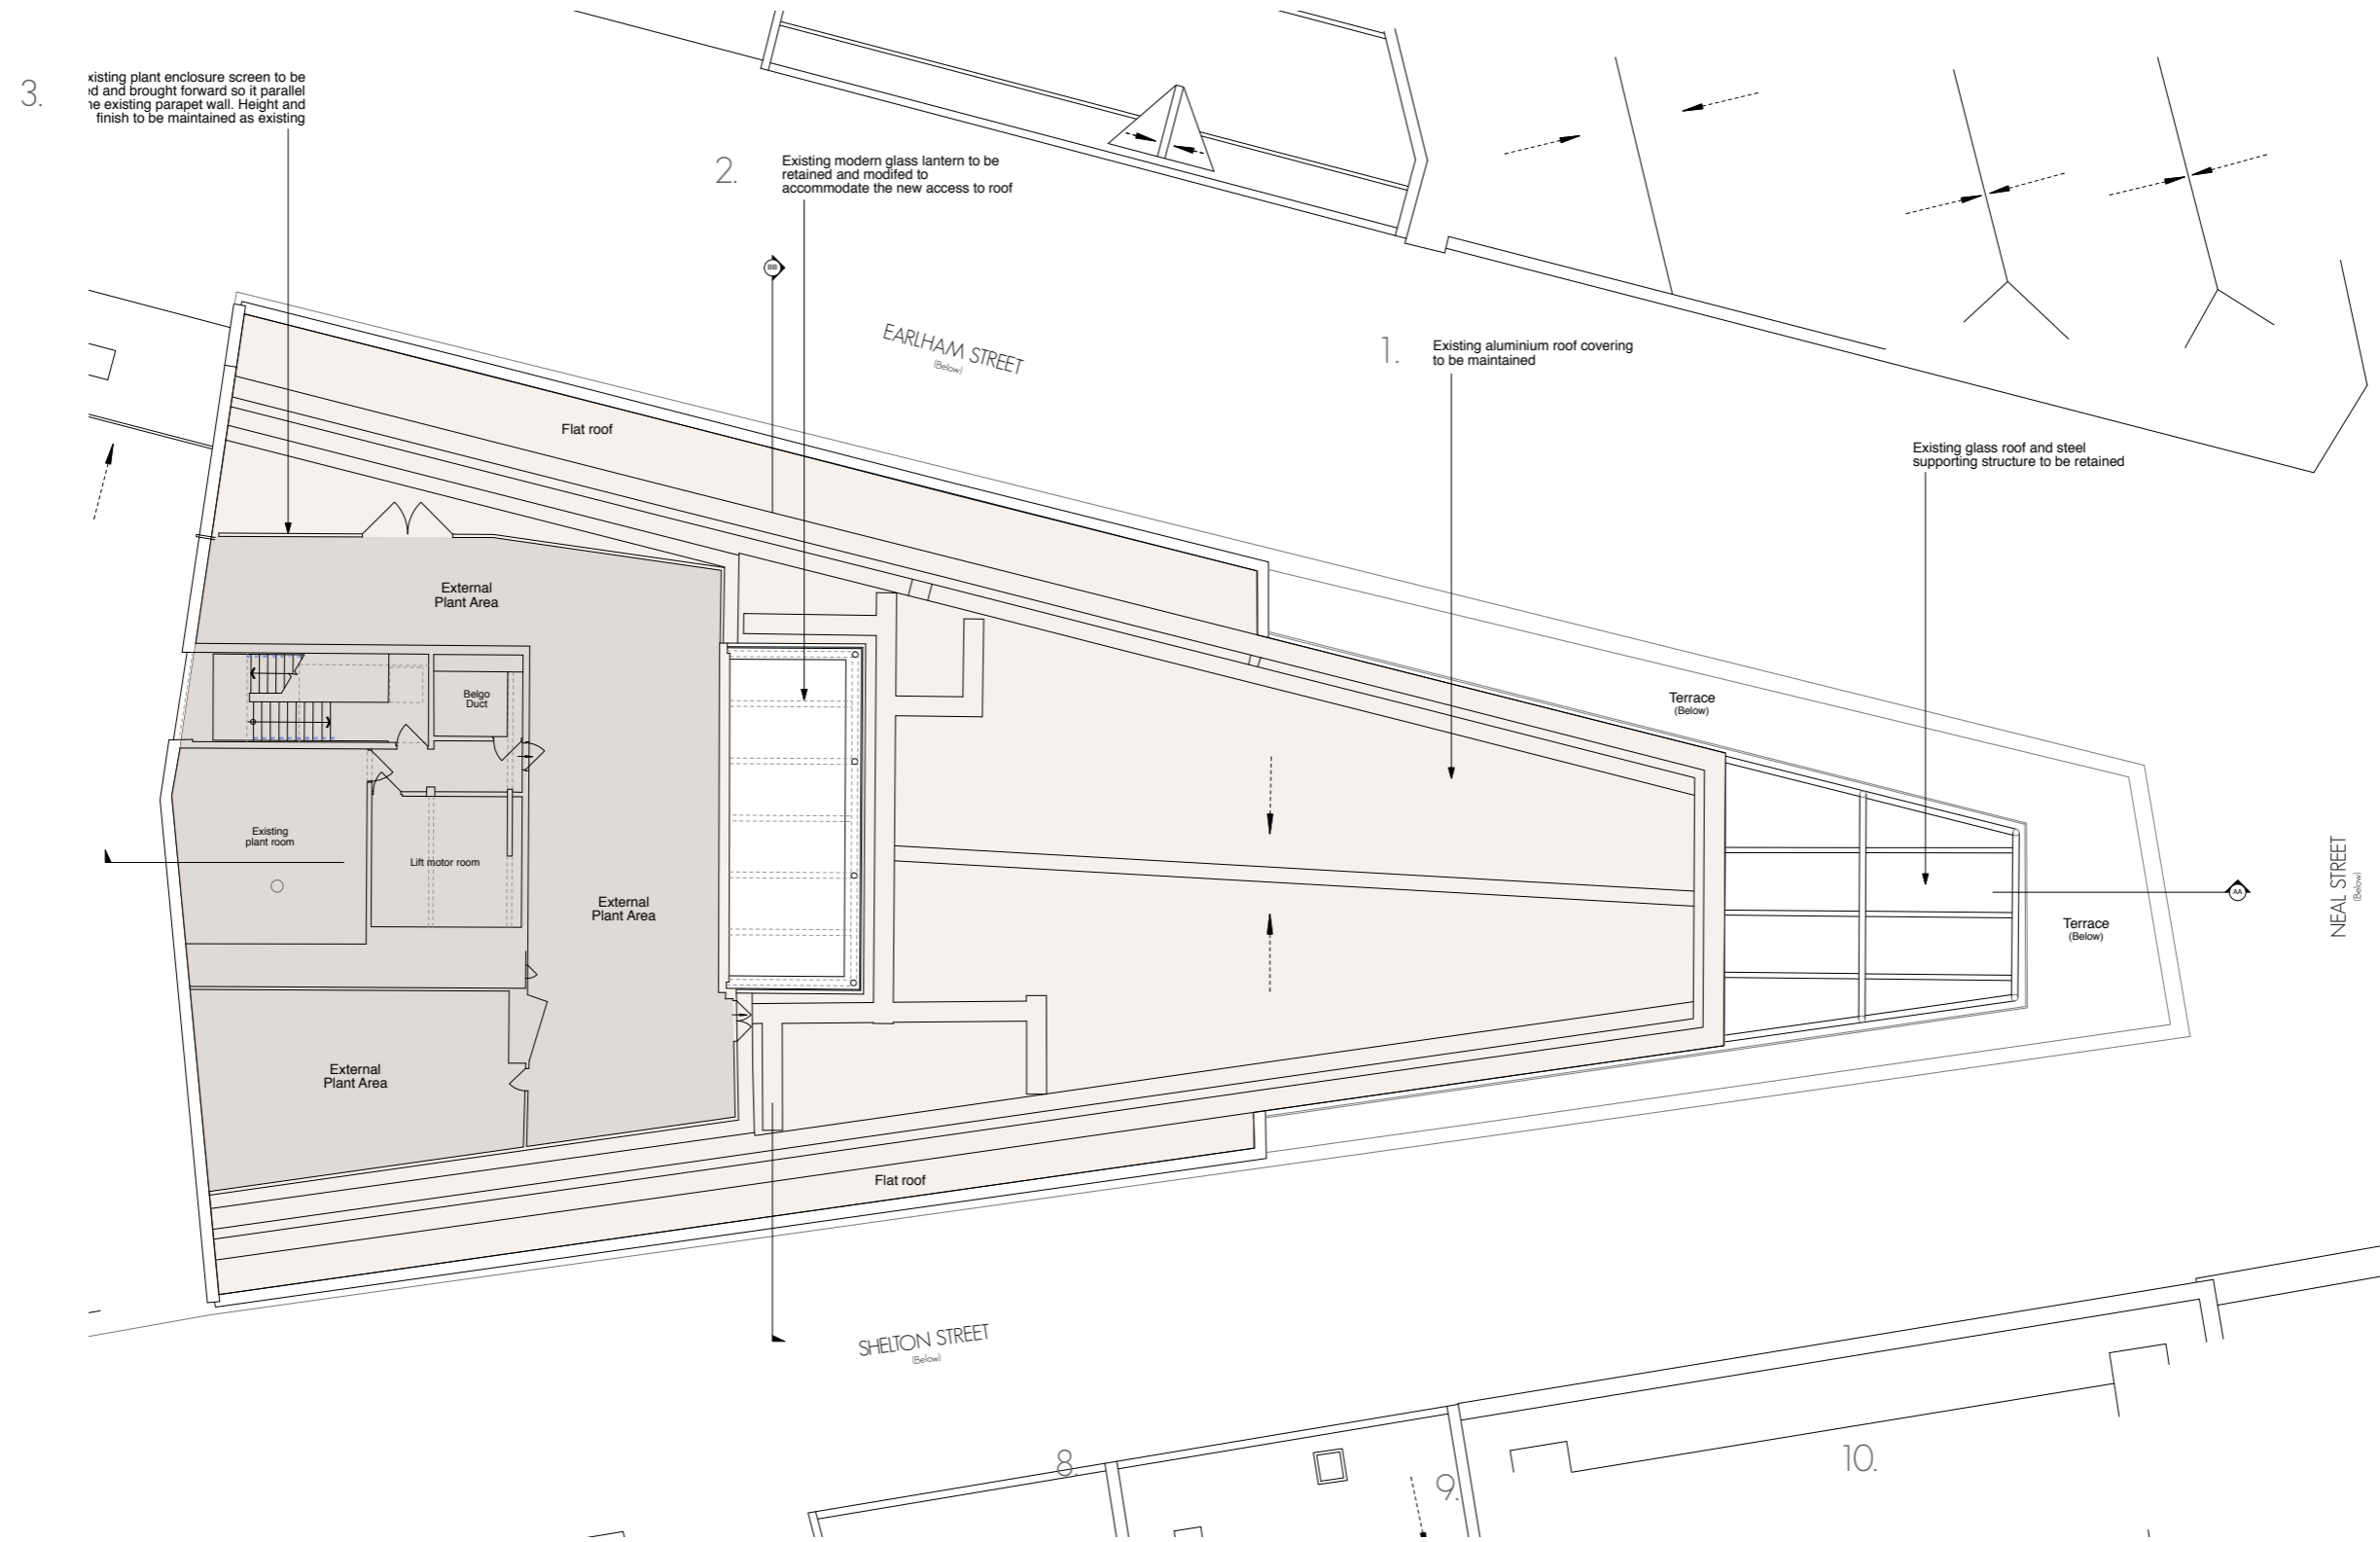 3.
xisting plant enclosure screen to be
ed and brought forward so it parallel
he existing parapet wall. Height and
finish to be maintained as existing
2.
Existing modern glass lantern to be
retained and modifed to
accommodate the new access to roof
BB
EARLHAM STREET
(Below)
1.
Existing aluminium roof covering
to be maintained
Flat roof
Existing glass roof and steel
supporting structure to be retained
External
Plant Area
Belgo
Duct
Terrace
(Below)
Existing
plant room
Lift motor room
External
Plant Area
AA
Terrace
(Below)
NEAL STREET
(Below)
External
Plant Area
Flat roof
SHELTON STREET
(Below)
8.
9.
10.